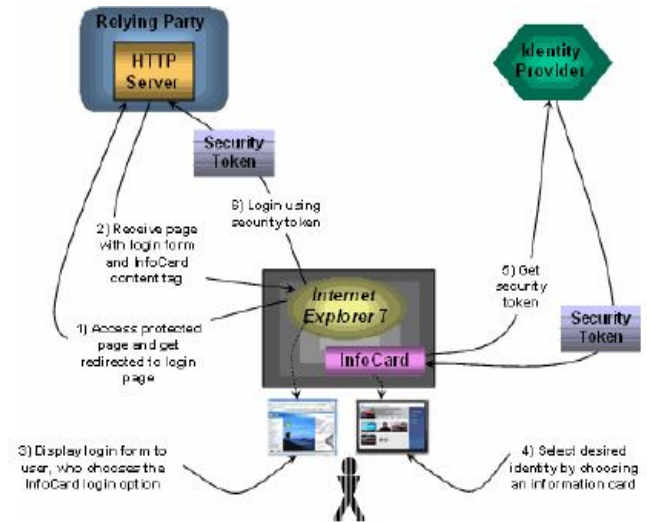 Relying Party
HTTP
Server
Identity
Provider
Security
Token
6) Login using
security token
2) Receive page
with login form
and InfoCard
content tag
5) Get
security
token
Internet
Explorer 7
1) Access protected
page and get
redirected to login
page
InfoCard
Security
Token
3) Display login form to
user, who chooses the
InfoCard login option
4) Select desired
identity by choosing
an information card